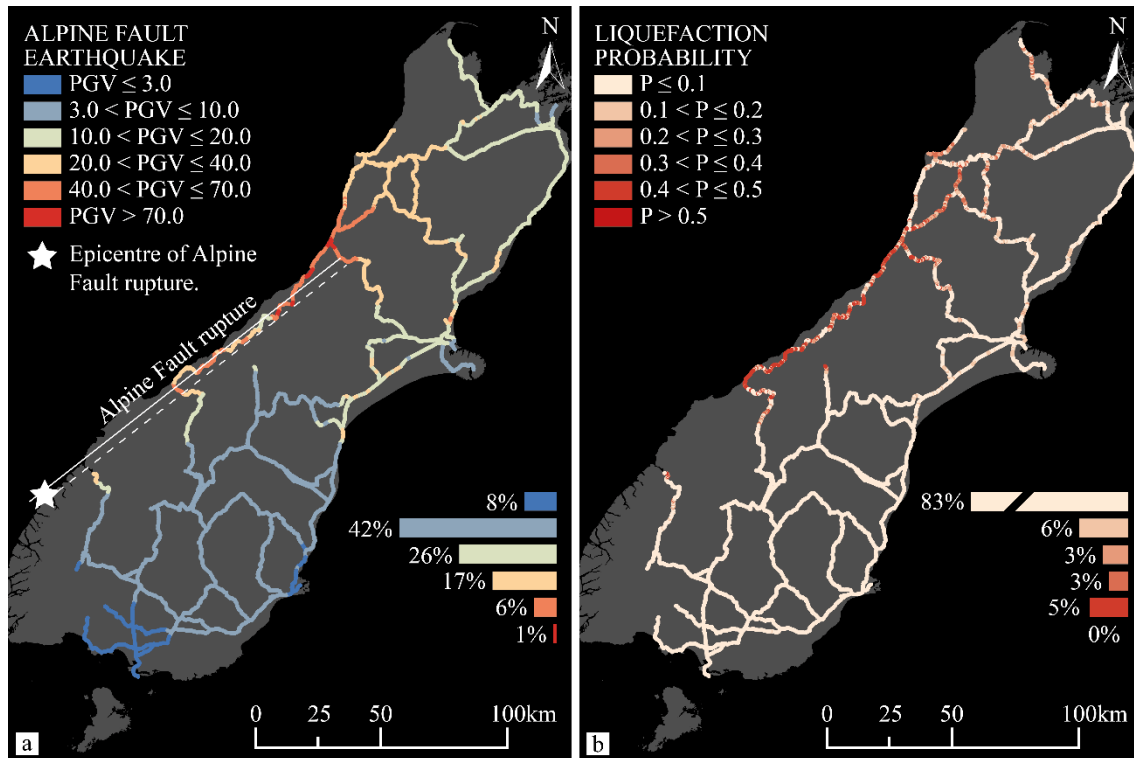 ALPINE FAULT
EARTHQUAKE
PGV ≤ 3.0
3.0 < PGV ≤ 10.0
10.0 < PGV ≤ 20.0
20.0 < PGV ≤ 40.0
40.0 < PGV ≤ 70.0
PGV > 70.0
Epicentre of Alpine
Fault rupture.
N
Alpine Fault rupture
8%
42%
26%
17%
6%
1%
0 25 50 100km
a
LIQUEFACTION
PROBABILITY
P ≤ 0.1
0.1 < P ≤ 0.2
0.2 < P ≤ 0.3
0.3 < P ≤ 0.4
0.4 < P ≤ 0.5
P > 0.5
N
83%
6%
3%
3%
5%
0%
0 25 50 100km
b